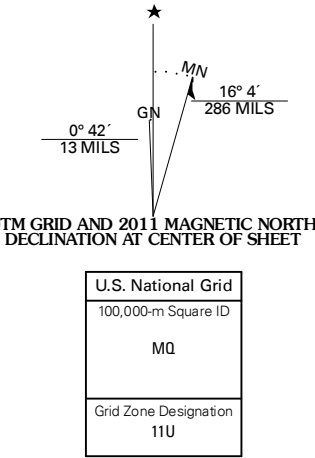 MN
GN
16° 4´
286 MILS
0° 42´
13 MILS
TM GRID AND 2011 MAGNETIC NORTH
DECLINATION AT CENTER OF SHEET
U.S. National Grid
100,000-m Square ID
MQ
Grid Zone Designation
11U